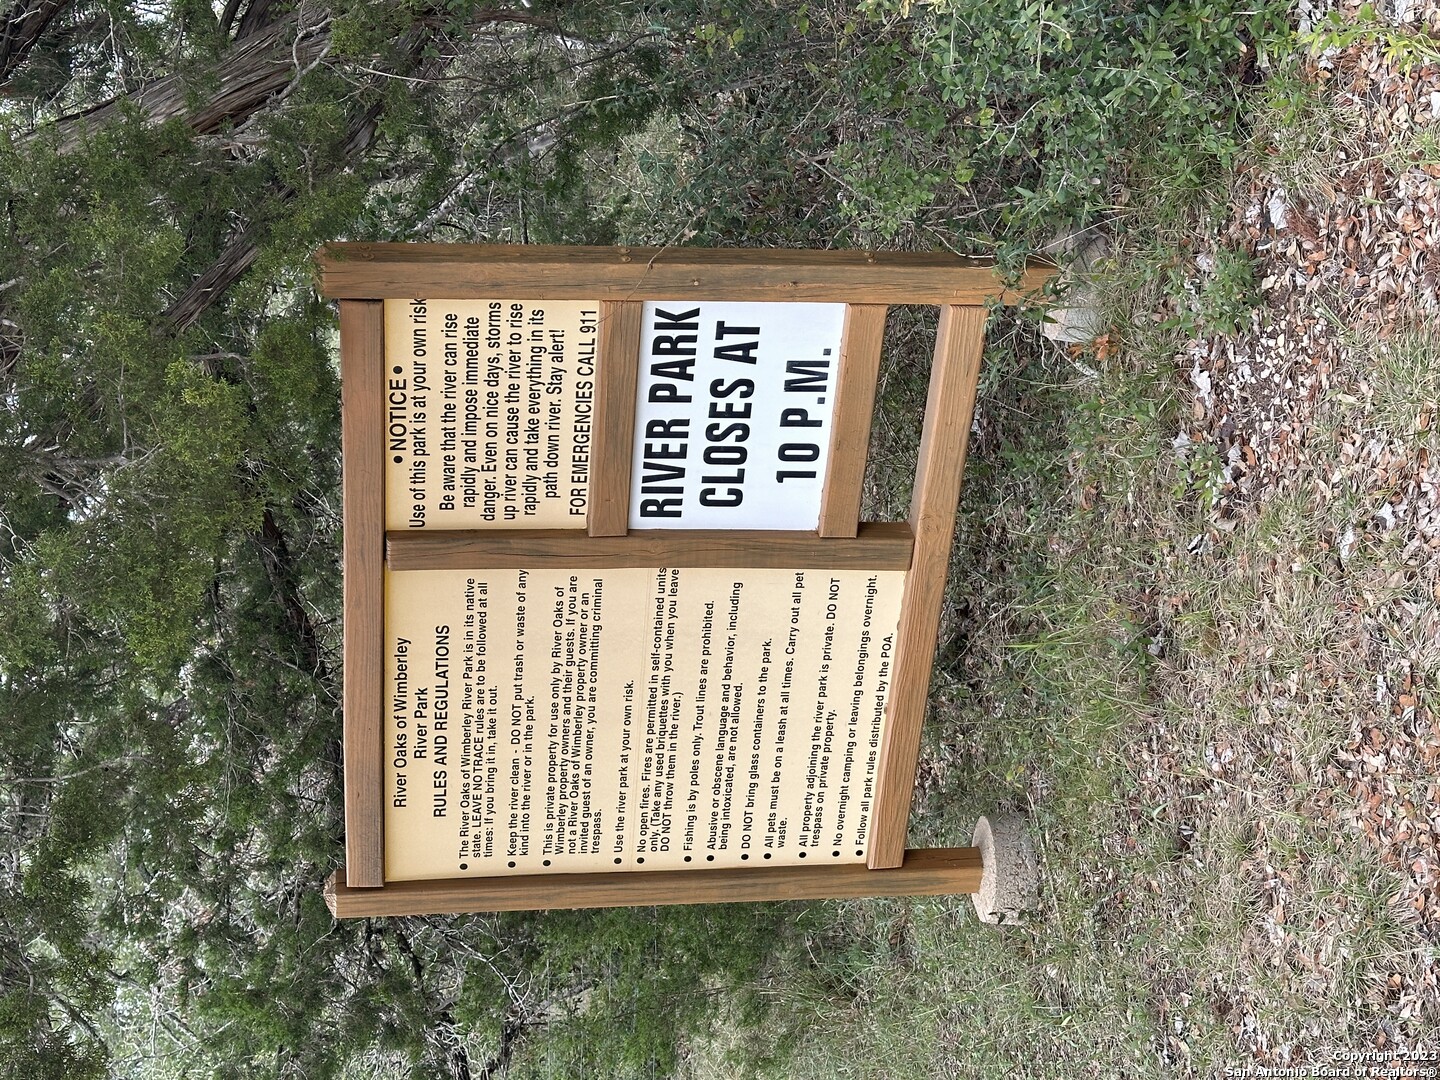 River Oaks of Wimberley
River Park
RULES AND REGULATIONS
• The River Oaks of Wimberley River Park is in its native
state. LEAVE NOTRACE rules are to be followed at all
times: If you bring it in, take it out.
• Keep the river clean - DO NOT put trash or waste of any
kind into the river or in the park.
• This is private property for use only by River Oaks of
Wimberley property owners and their guests. If you are
not a River Oaks of Wimberley property owner or an
invited guest of an owner, you are committing criminal
trespass.
• Use the river park at your own risk.
• No open fires. Fires are permitted in self-contained units
only. (Take any used briquettes with you when you leave
DO NOT throw them in the river.)
• Fishing is by poles only. Trout lines are prohibited.
• Abusive or obscene language and behavior, including
being intoxicated, are not allowed.
• DO NOT bring glass containers to the park.
• All pets must be on a leash at all times. Carry out all pet
waste.
• All property adjoining the river park is private. DO NOT
trespass on private property.
• No overnight camping or leaving belongings overnight.
• Follow all park rules distributed by the POA.
• NOTICE •
Use of this park is at your own risk
Be aware that the river can rise
rapidly and impose immediate
danger. Even on nice days, storms
up river can cause the river to rise
rapidly and take everything in its
path down river. Stay alert!
FOR EMERGENCIES CALL 911
RIVER PARK
CLOSES AT
10 P.M.
Copyright 2023
San Antonio Board of Realtors®